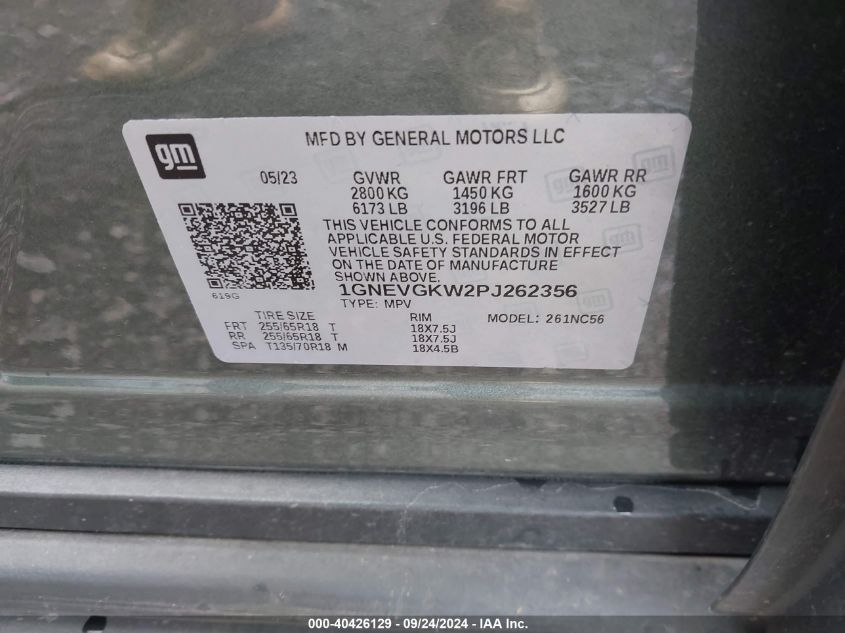 gm
MFD BY GENERAL MOTORS LLC
05/23 GVWR GAWR FRT GAWR RR
2800 KG 1450 KG 1600 KG
6173 LB 3196 LB 3527 LB
THIS VEHICLE CONFORMS TO ALL
APPLICABLE U.S. FEDERAL MOTOR
VEHICLE SAFETY STANDARDS IN EFFECT
ON THE DATE OF MANUFACTURE
SHOWN ABOVE.
619G
1GNEVGKW2PJ262356
TYPE: MPV
TIRE SIZE RIM MODEL: 261NC56
FRT 255/65R18 T 18X7.5J
RR 255/65R18 T 18X7.5J
SPA T135/70R18 M 18X4.5B
000-40426129 - 09/24/2024 - IAA Inc.